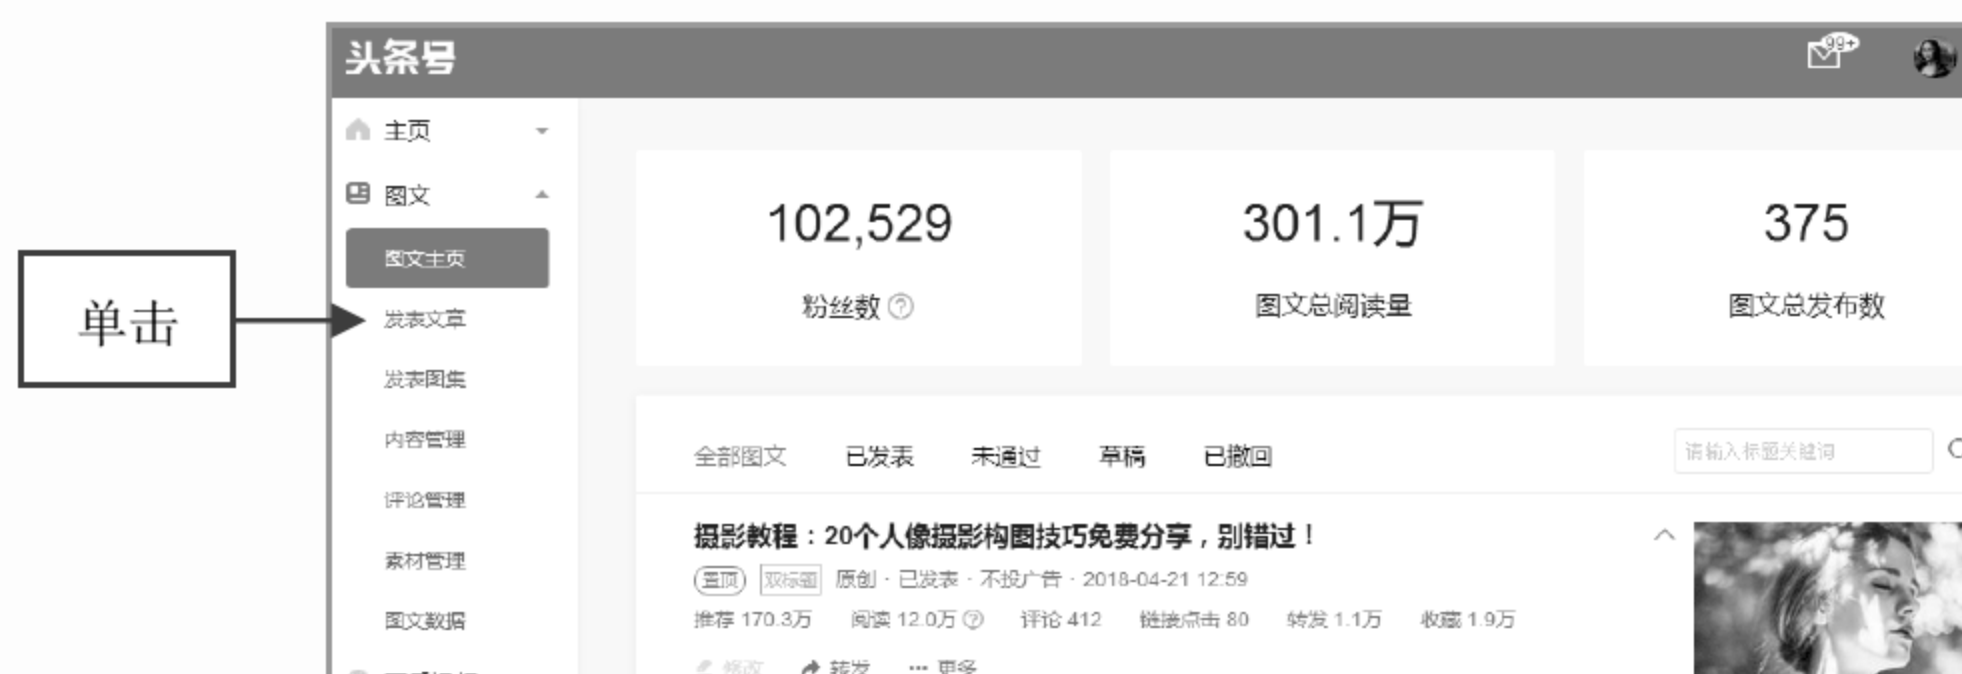 头条号
99+
主页
图文
图文主页
单击
发表文章
发表图集
内容管理
评论管理
素材管理
图文数据
102,529
粉丝数 ?
301.1万
图文总阅读量
375
图文总发布数
全部图文 已发表 未通过 草稿 已撤回
请输入标题关键词
摄影教程：20个人像摄影构图技巧免费分享，别错过！
置顶 双标题 原创 · 已发表 · 不投广告 · 2018-04-21 12:59
推荐 170.3万 阅读 12.0万 ? 评论 412 链接点击 80 转发 1.1万 收藏 1.9万
修改 转发 ··· 更多